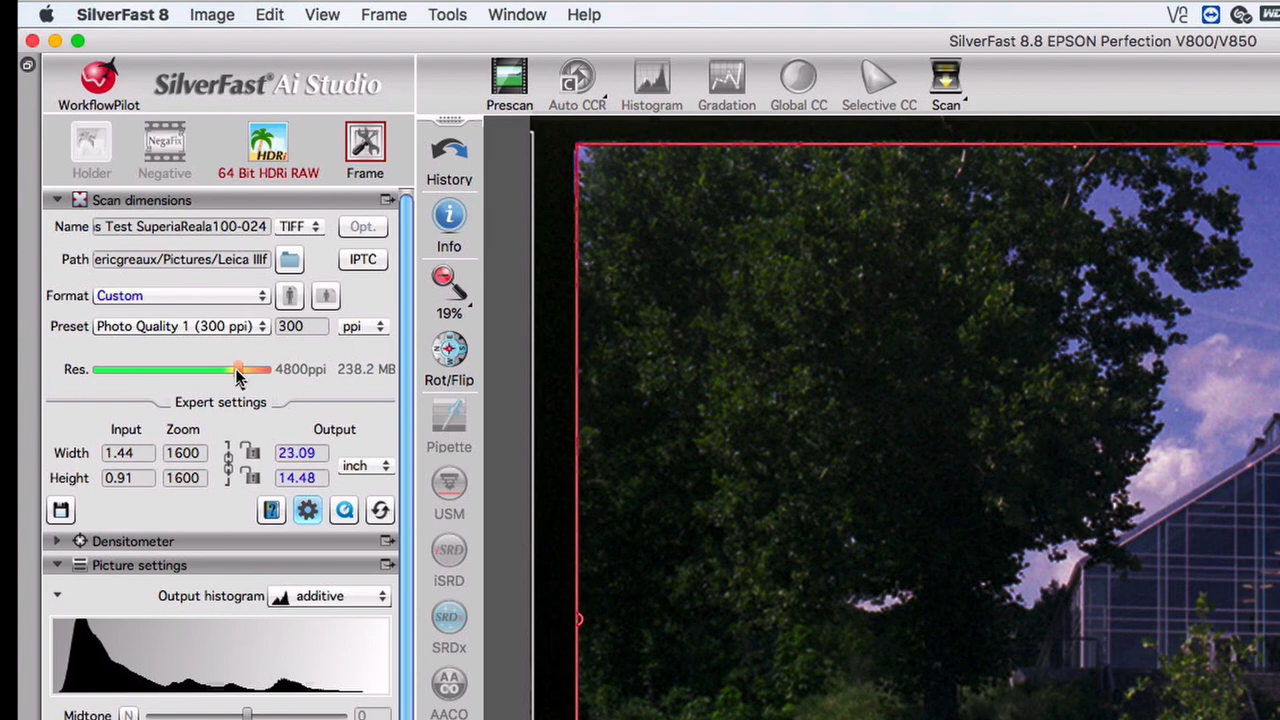 SilverFast 8 Image Edit View Frame Tools Window Help
SilverFast 8.8 EPSON Perfection V800/V850
WorkflowPilot
SilverFast® Ai Studio
Prescan Auto CCR Histogram Gradation Global CC Selective CC Scan
C
NegaFix
HDRi
Holder Negative 64 Bit HDRi RAW Frame
Scan dimensions
Name s Test SuperiaReala100-024 TIFF Opt.
Path ericgreaux/Pictures/Leica IIIf IPTC
Format Custom
Preset Photo Quality 1 (300 ppi) 300 ppi
Res. 4800ppi 238.2 MB
Expert settings
Input Zoom Output
Width 1.44 1600 23.09
inch
Height 0.91 1600 14.48
Densitometer
Picture settings
Output histogram additive
Midtone N 0
History
Info
19%
Rot/Flip
Pipette
USM
iSRD
iSRD
SRDx
SRDx
AA
CO
AACO